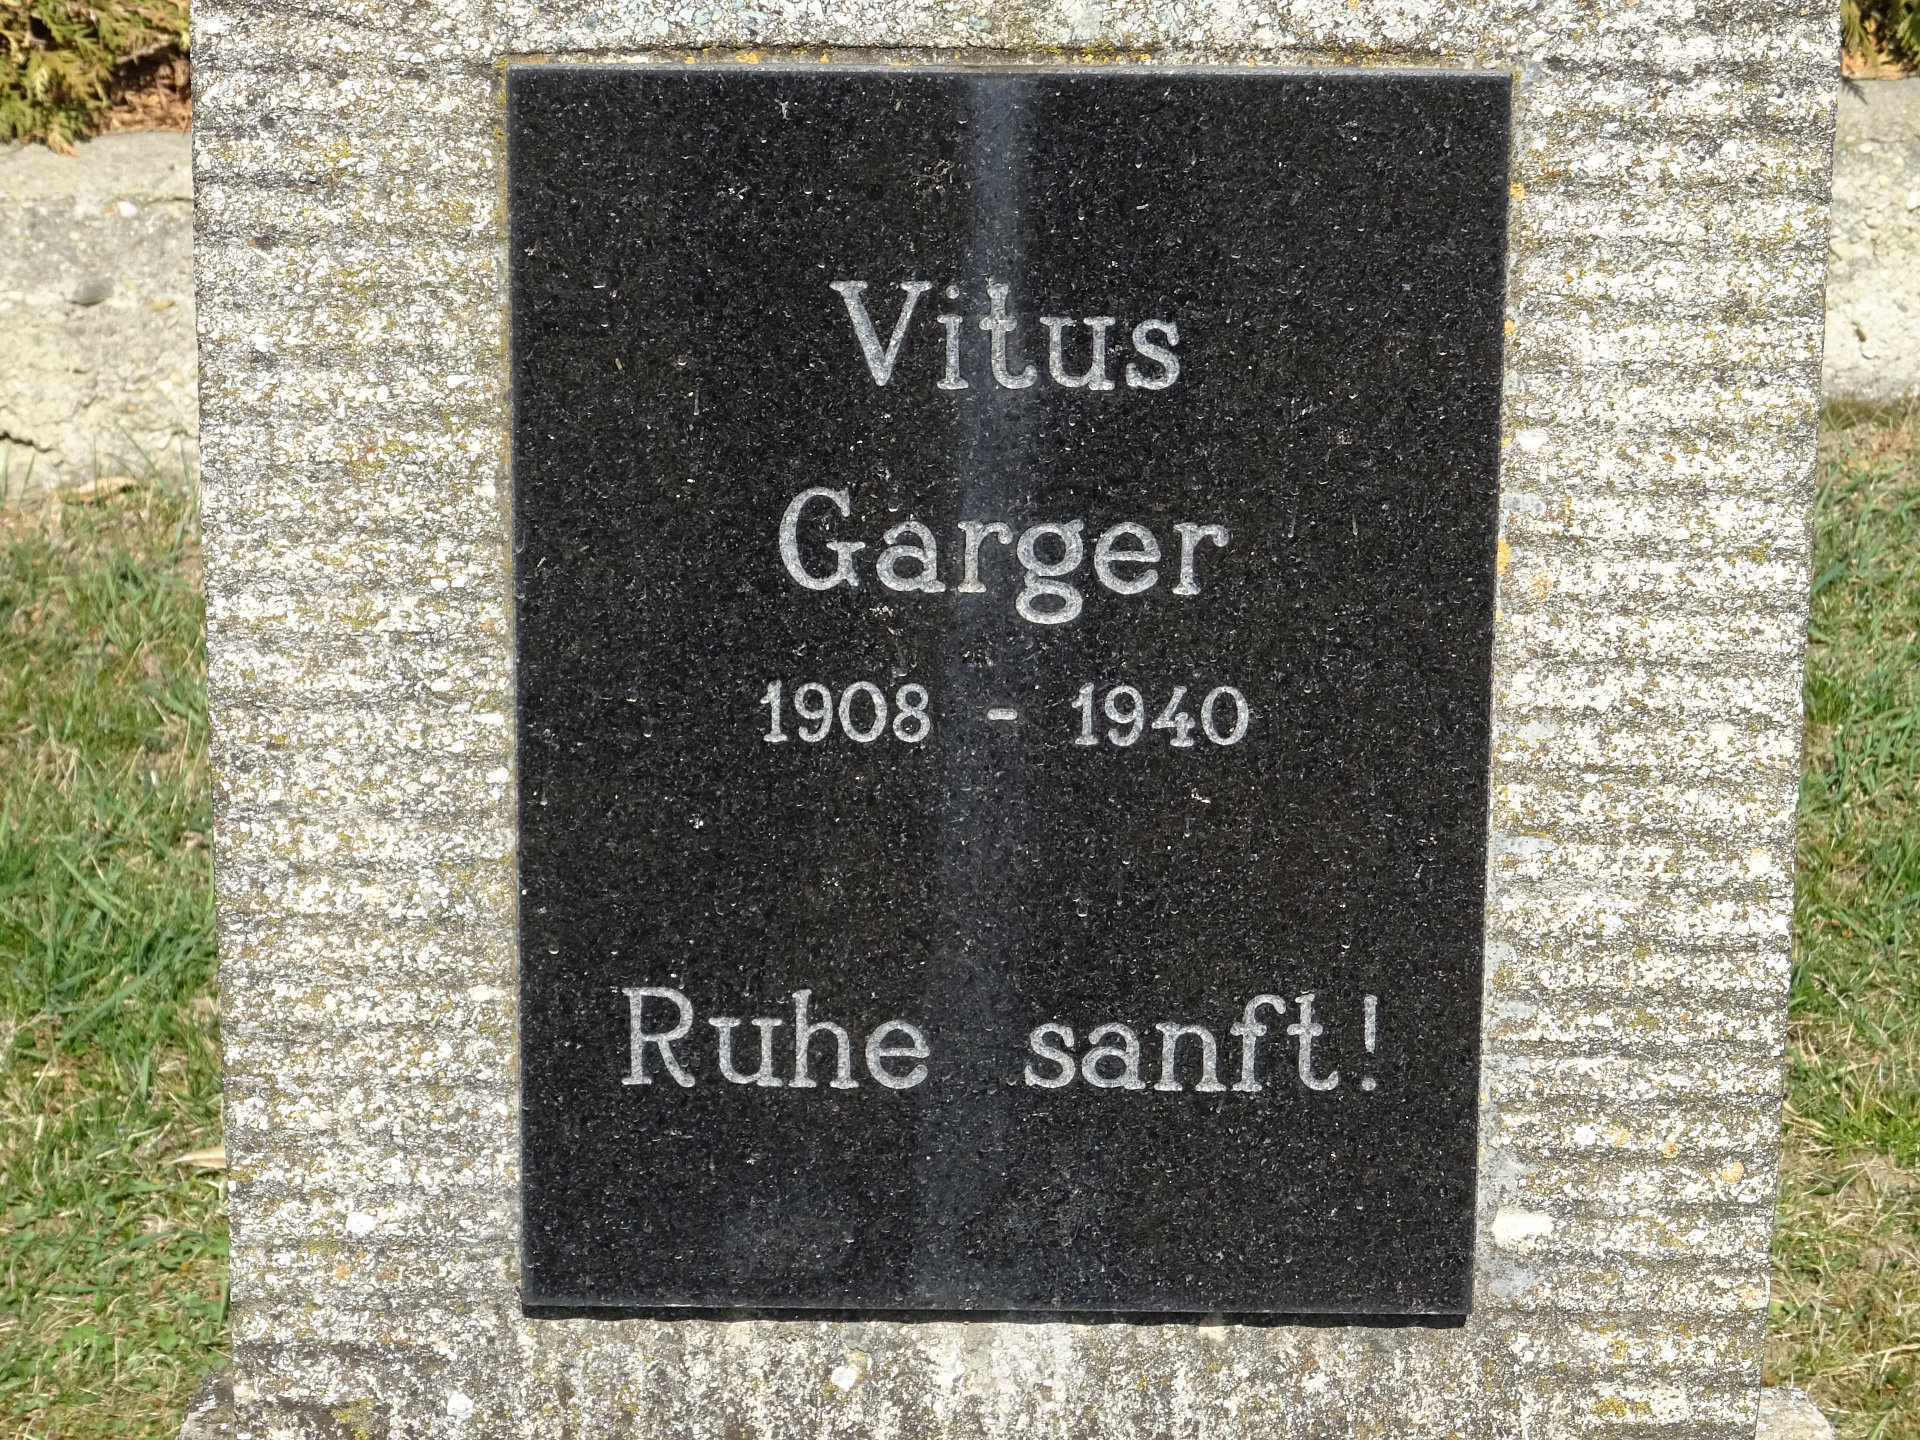 Vitus
Garger
1908 - 1940
Ruhe sanft!